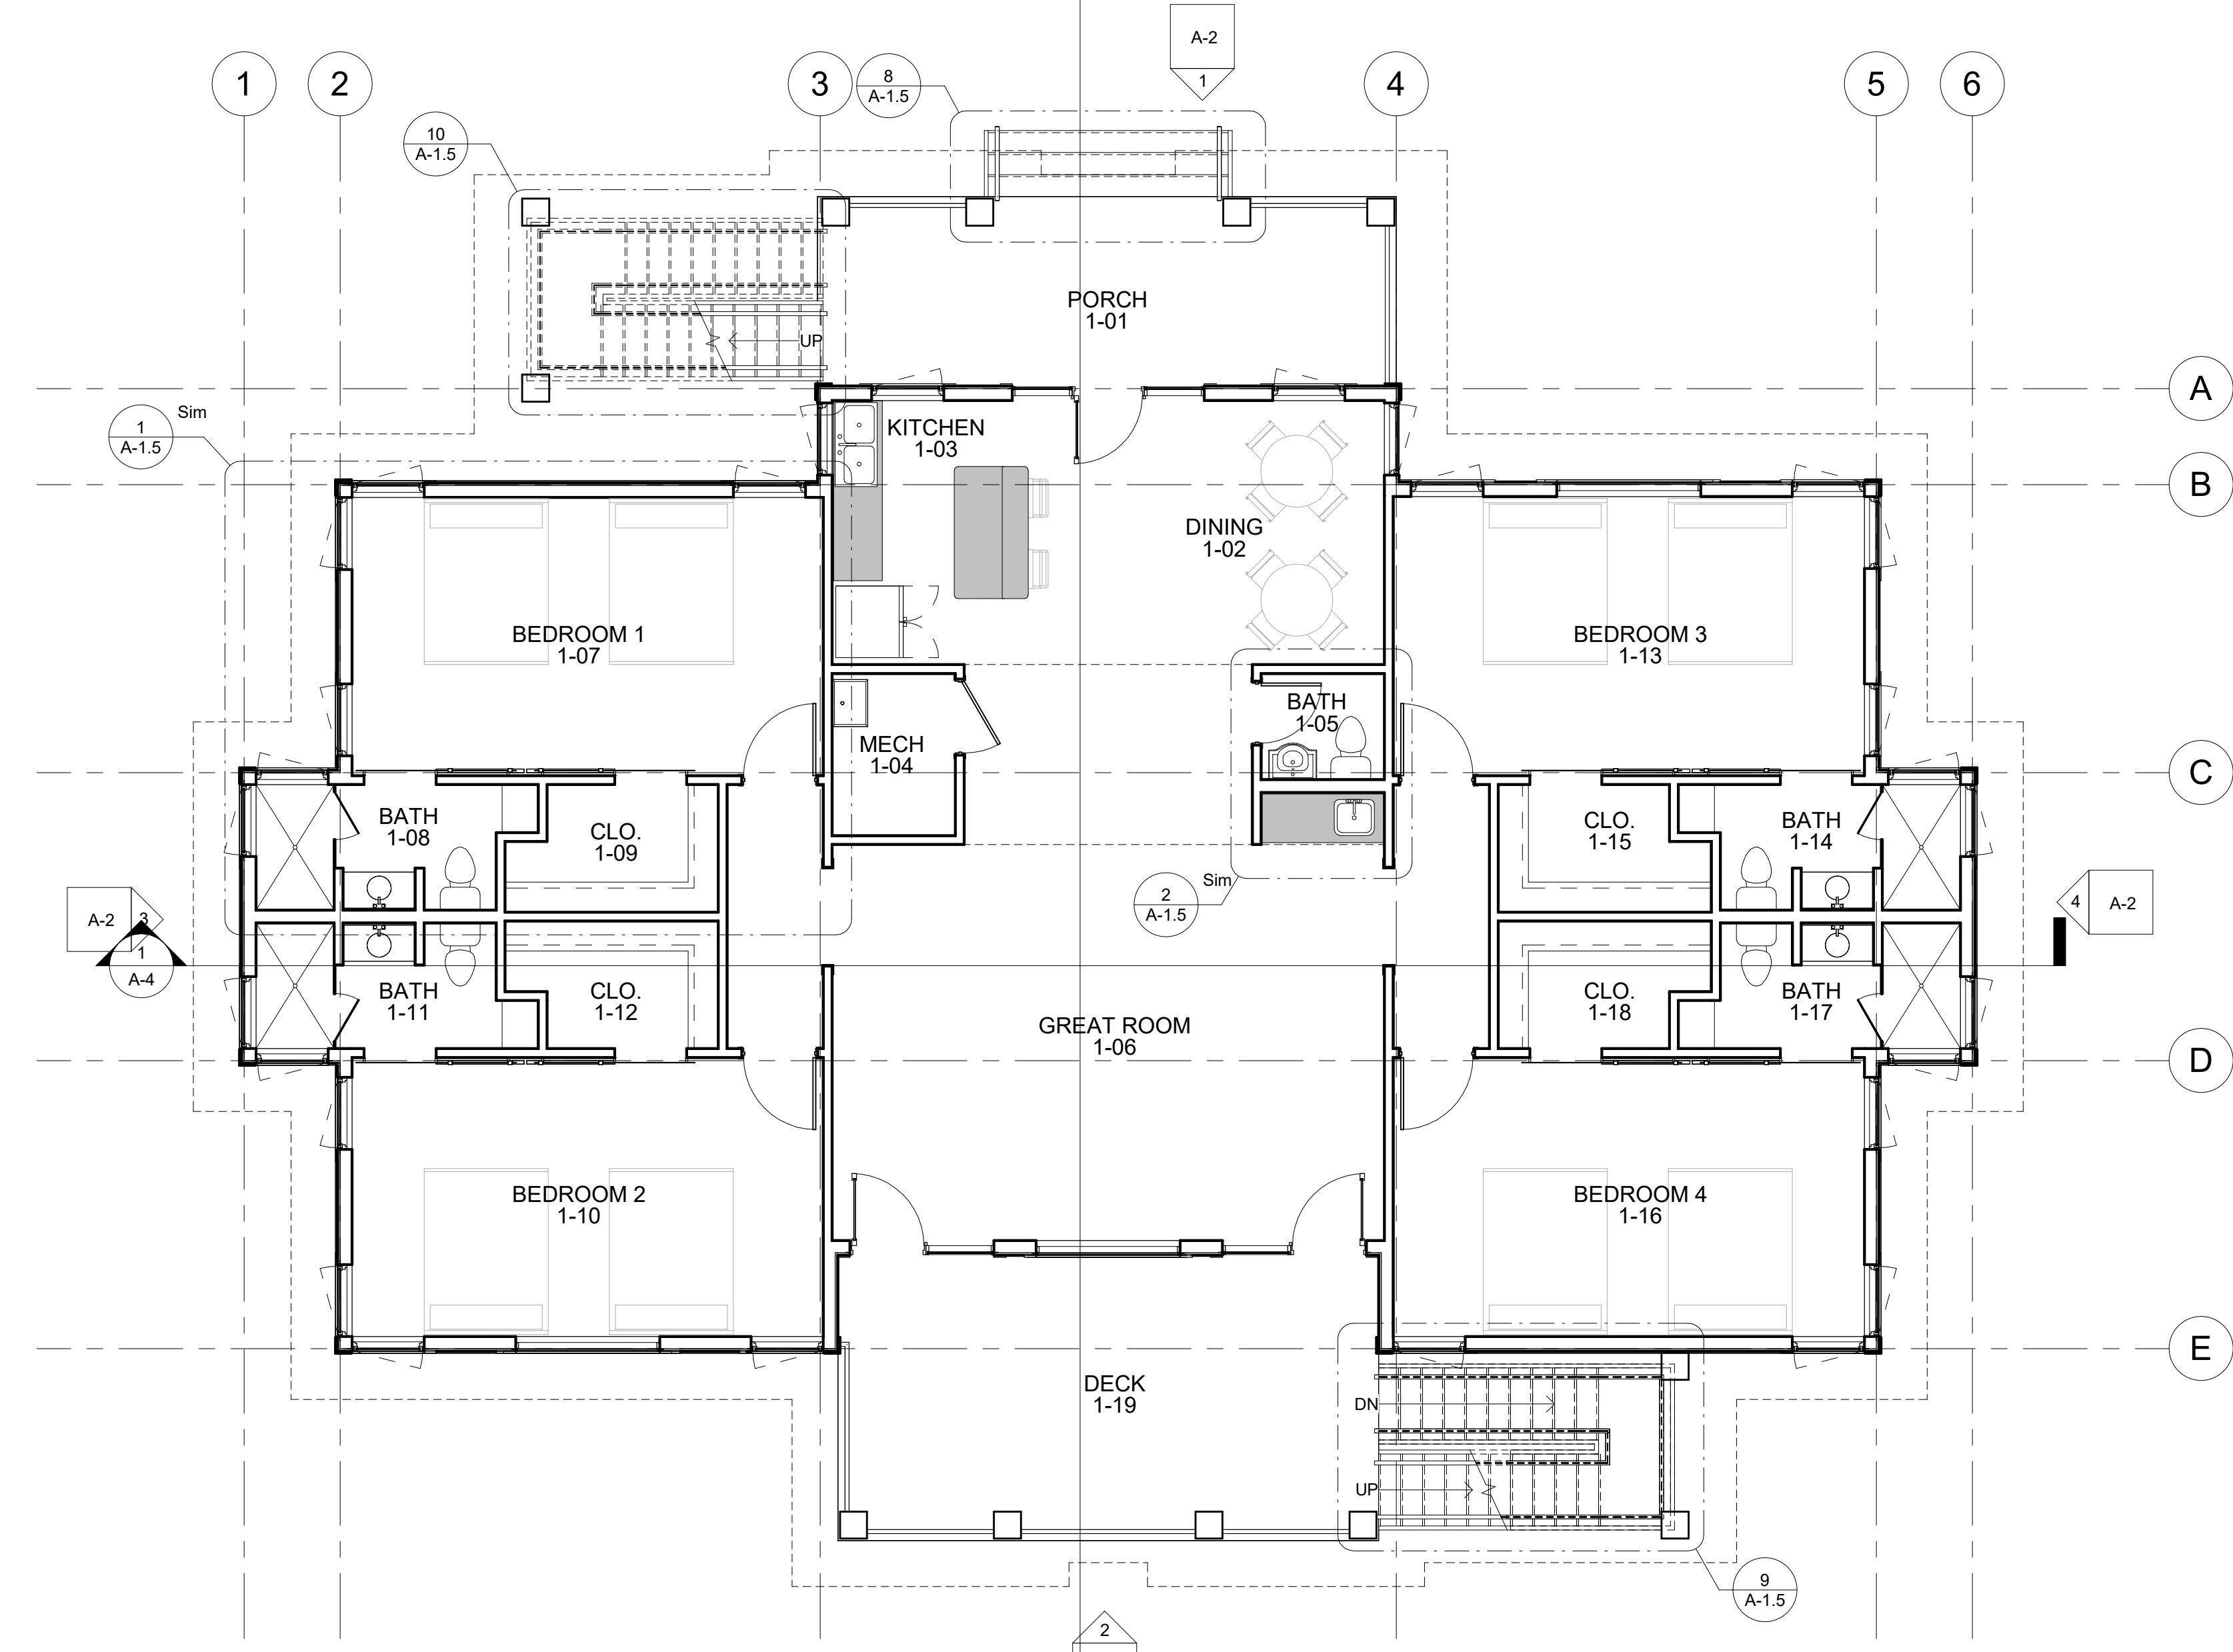 A-2
1
1
2
3
8
A-1.5
4
5
6
10
A-1.5
PORCH
1-01
UP
A
Sim
1
A-1.5
KITCHEN
1-03
B
DINING
1-02
BEDROOM 1
1-07
BEDROOM 3
1-13
BATH
1-05
MECH
1-04
C
BATH
1-08
CLO.
1-09
CLO.
1-15
BATH
1-14
Sim
2
A-1.5
A-2
3
1
A-4
4
A-2
BATH
1-11
CLO.
1-12
CLO.
1-18
BATH
1-17
GREAT ROOM
1-06
D
BEDROOM 2
1-10
BEDROOM 4
1-16
E
DECK
1-19
DN
UP
9
A-1.5
2